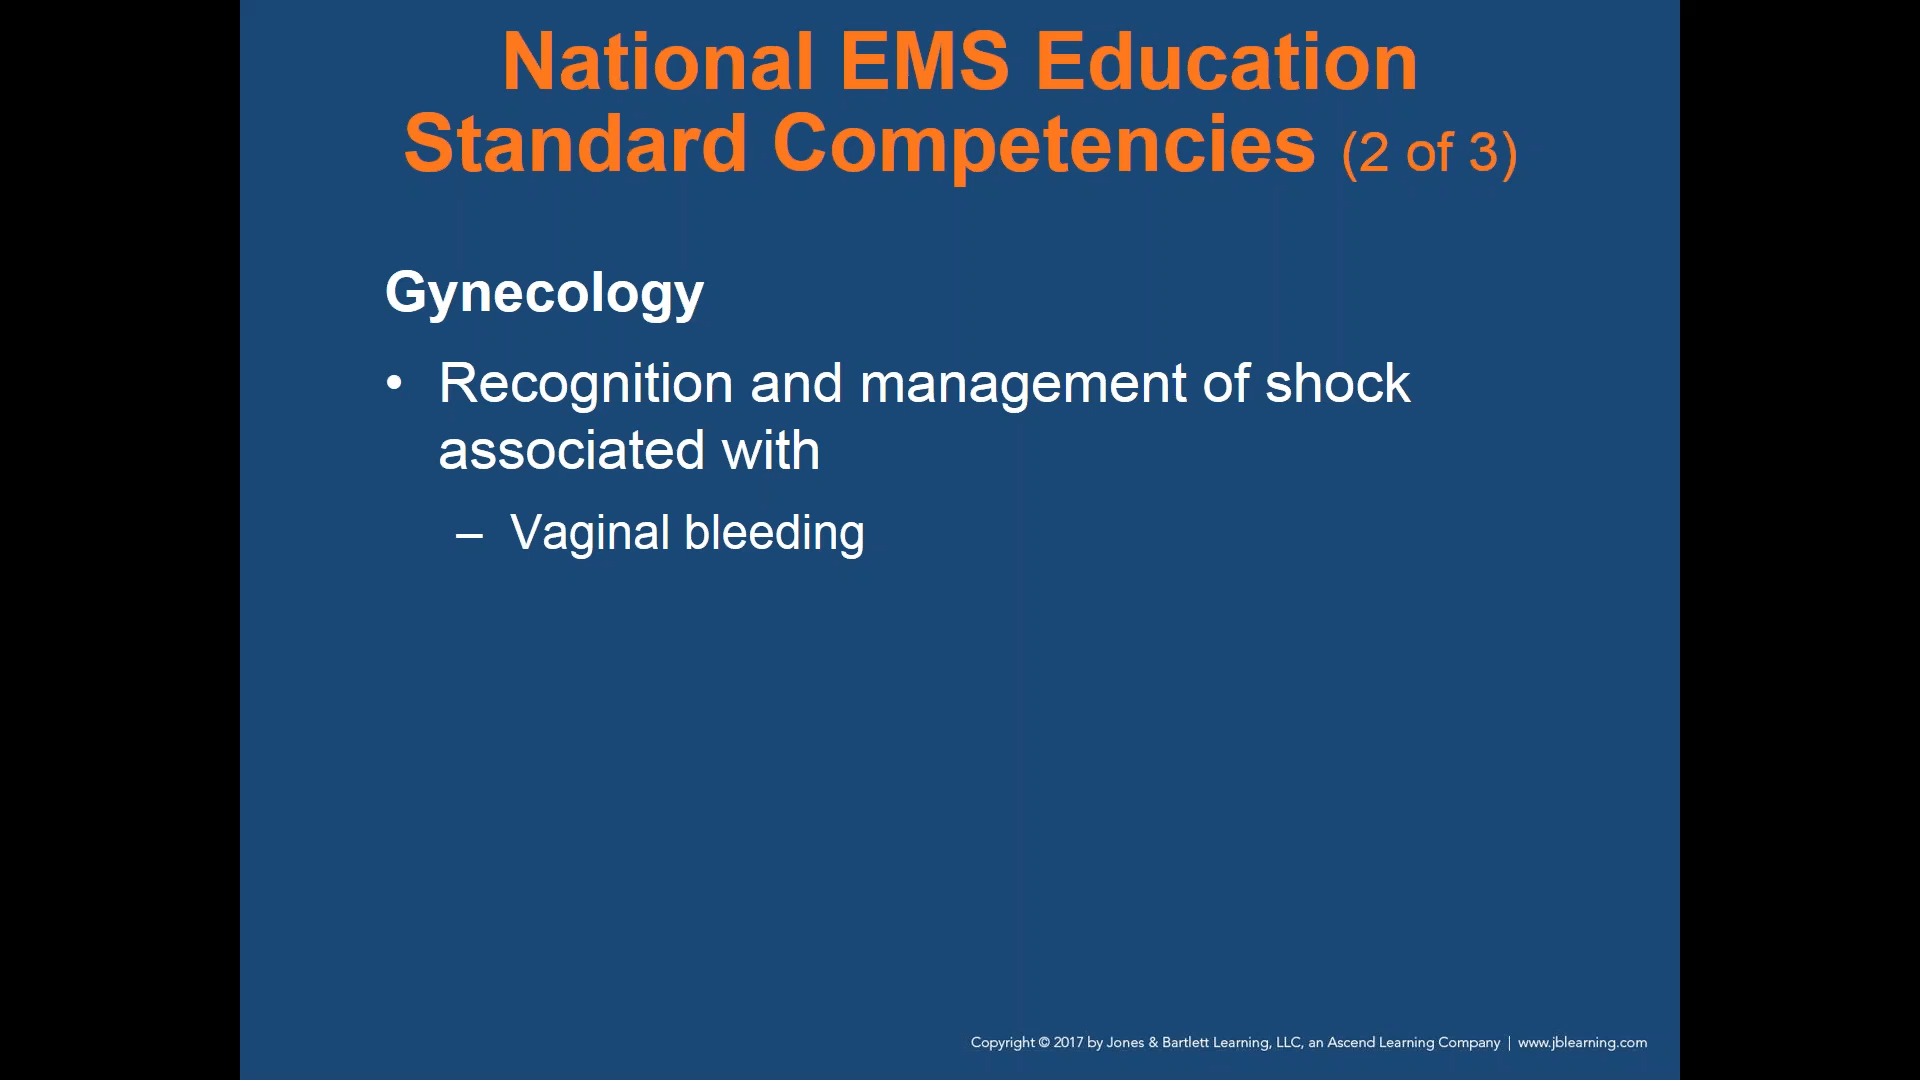 National EMS Education
Standard Competencies (2 of 3)
Gynecology
• Recognition and management of shock
associated with
– Vaginal bleeding
Copyright © 2017 by Jones & Bartlett Learning, LLC, an Ascend Learning Company | www.jblearning.com